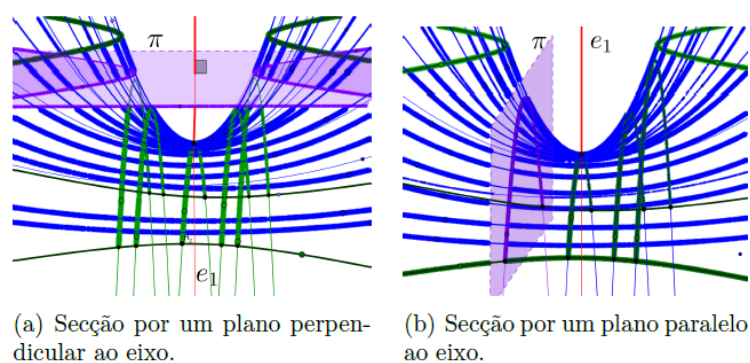 π
e₁
(a) Secção por um plano perpen-
dicular ao eixo.
π e₁
(b) Secção por um plano paralelo
ao eixo.